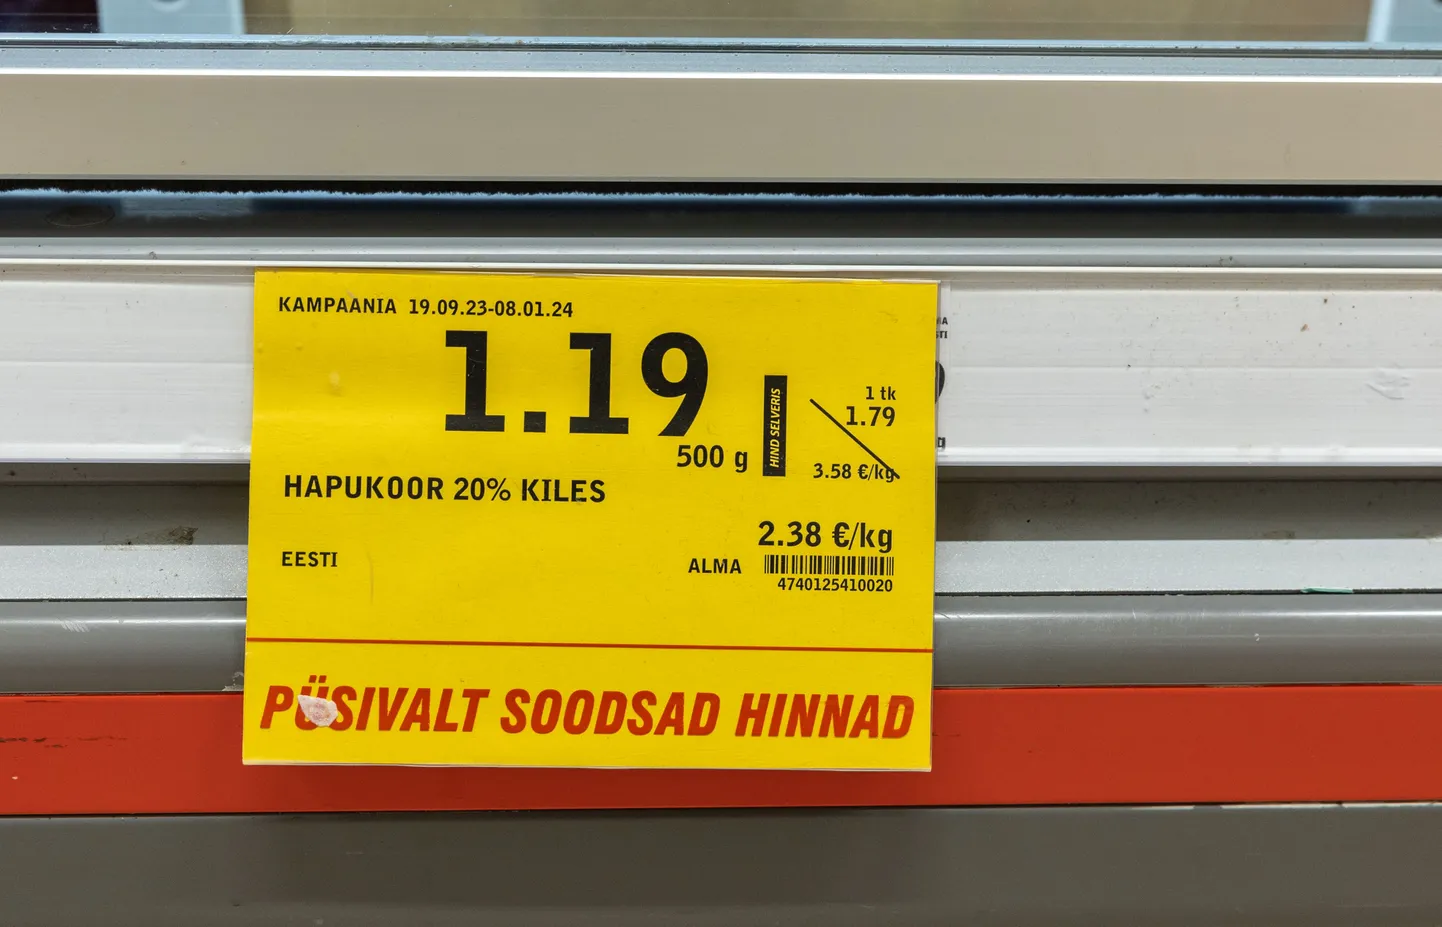 KAMPAANIA 19.09.23-08.01.24
1.19
500 g
HIND SELVERIS
1 tk
1.79
3.58 €/kg
HAPUKOOR 20% KILES
2.38 €/kg
EESTI
ALMA
4740125410020
PÜSIVALT SOODSAD HINNAD